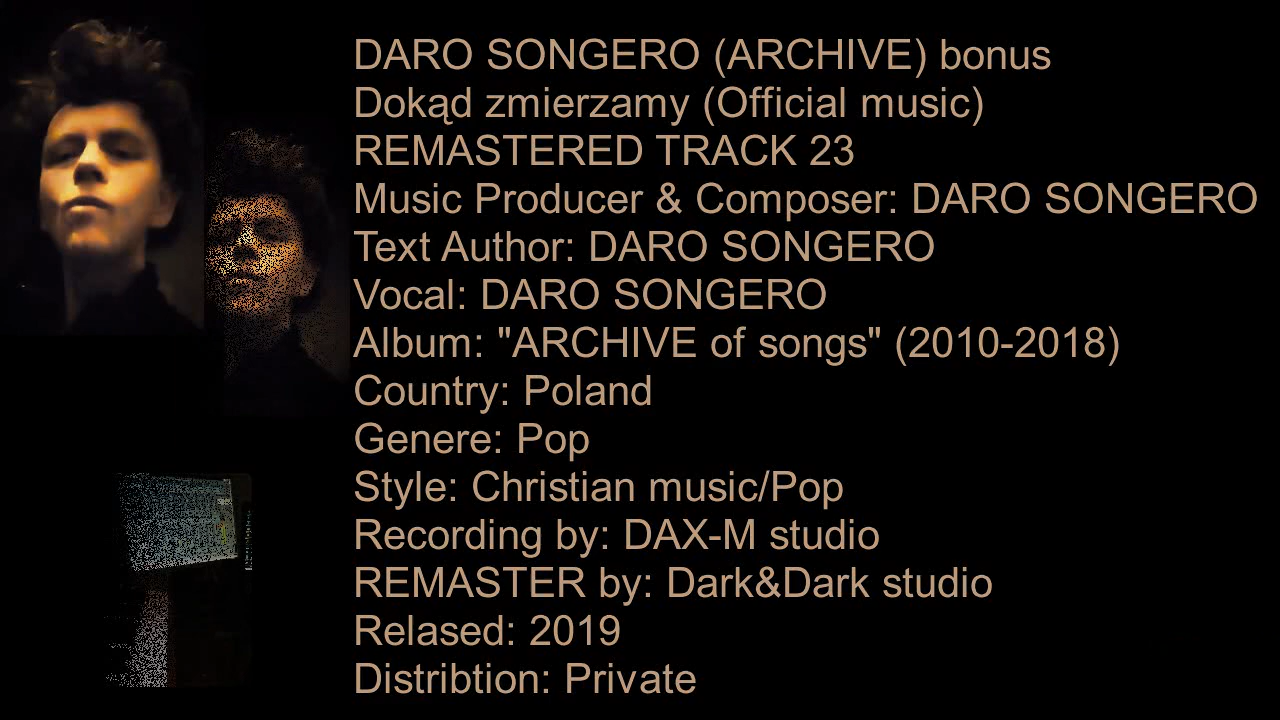 DARO SONGERO (ARCHIVE) bonus
Dokąd zmierzamy (Official music)
REMASTERED TRACK 23
Music Producer & Composer: DARO SONGERO
Text Author: DARO SONGERO
Vocal: DARO SONGERO
Album: "ARCHIVE of songs" (2010-2018)
Country: Poland
Genere: Pop
Style: Christian music/Pop
Recording by: DAX-M studio
REMASTER by: Dark&Dark studio
Relased: 2019
Distribtion: Private